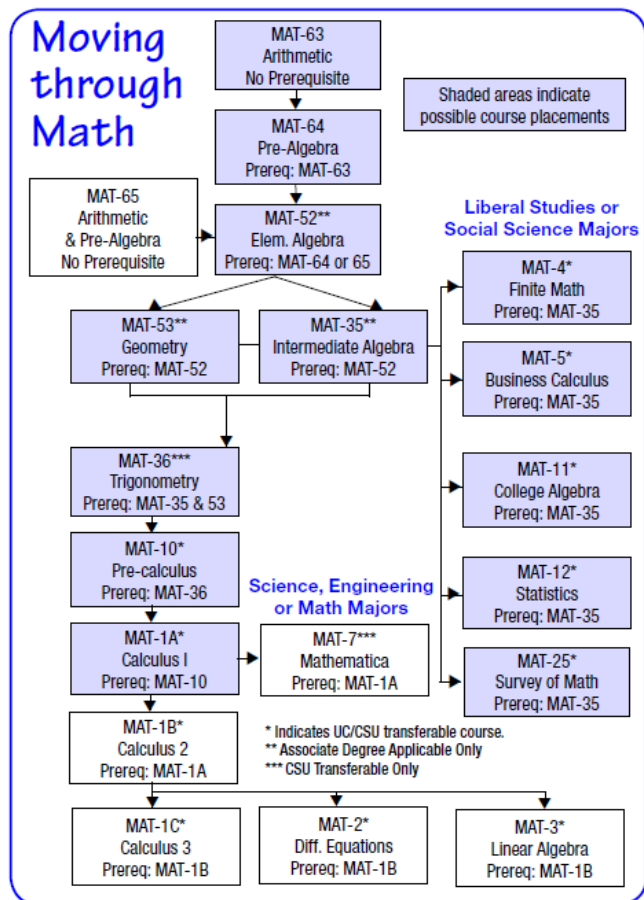 Moving
through
Math
MAT-63
Arithmetic
No Prerequisite
Shaded areas indicate
possible course placements
MAT-64
Pre-Algebra
Prereq: MAT-63
MAT-65
Arithmetic
& Pre-Algebra
No Prerequisite
MAT-52**
Elem. Algebra
Prereq: MAT-64 or 65
Liberal Studies or
Social Science Majors
MAT-4*
Finite Math
Prereq: MAT-35
MAT-53**
Geometry
Prereq: MAT-52
MAT-35**
Intermediate Algebra
Prereq: MAT-52
MAT-5*
Business Calculus
Prereq: MAT-35
MAT-36***
Trigonometry
Prereq: MAT-35 & 53
MAT-11*
College Algebra
Prereq: MAT-35
MAT-10*
Pre-calculus
Prereq: MAT-36
MAT-12*
Statistics
Prereq: MAT-35
Science, Engineering
or Math Majors
MAT-1A*
Calculus I
Prereq: MAT-10
MAT-7***
Mathematica
Prereq: MAT-1A
MAT-25*
Survey of Math
Prereq: MAT-35
MAT-1B*
Calculus 2
Prereq: MAT-1A
* Indicates UC/CSU transferable course.
** Associate Degree Applicable Only
*** CSU Transferable Only
MAT-1C*
Calculus 3
Prereq: MAT-1B
MAT-2*
Diff. Equations
Prereq: MAT-1B
MAT-3*
Linear Algebra
Prereq: MAT-1B